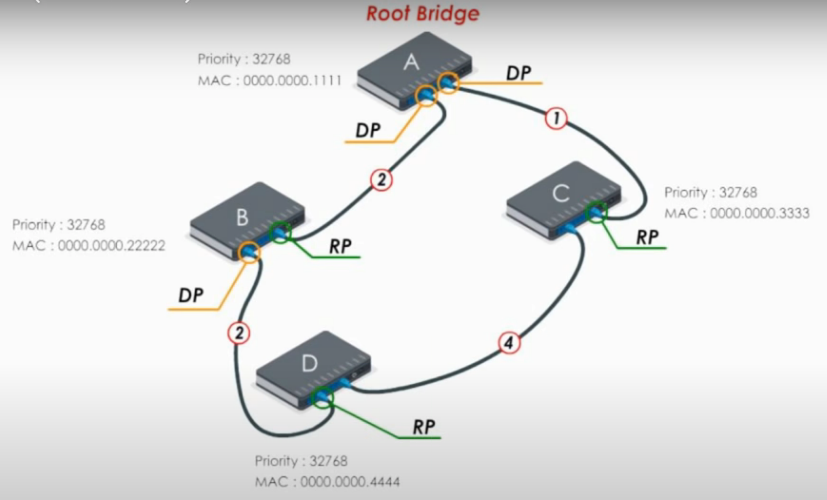 Root Bridge
Priority : 32768
MAC : 0000.0000.1111
A
DP
DP
1
2
Priority : 32768
MAC : 0000.0000.22222
B
RP
DP
C
Priority : 32768
MAC : 0000.0000.3333
RP
2
4
D
RP
Priority : 32768
MAC : 0000.0000.4444